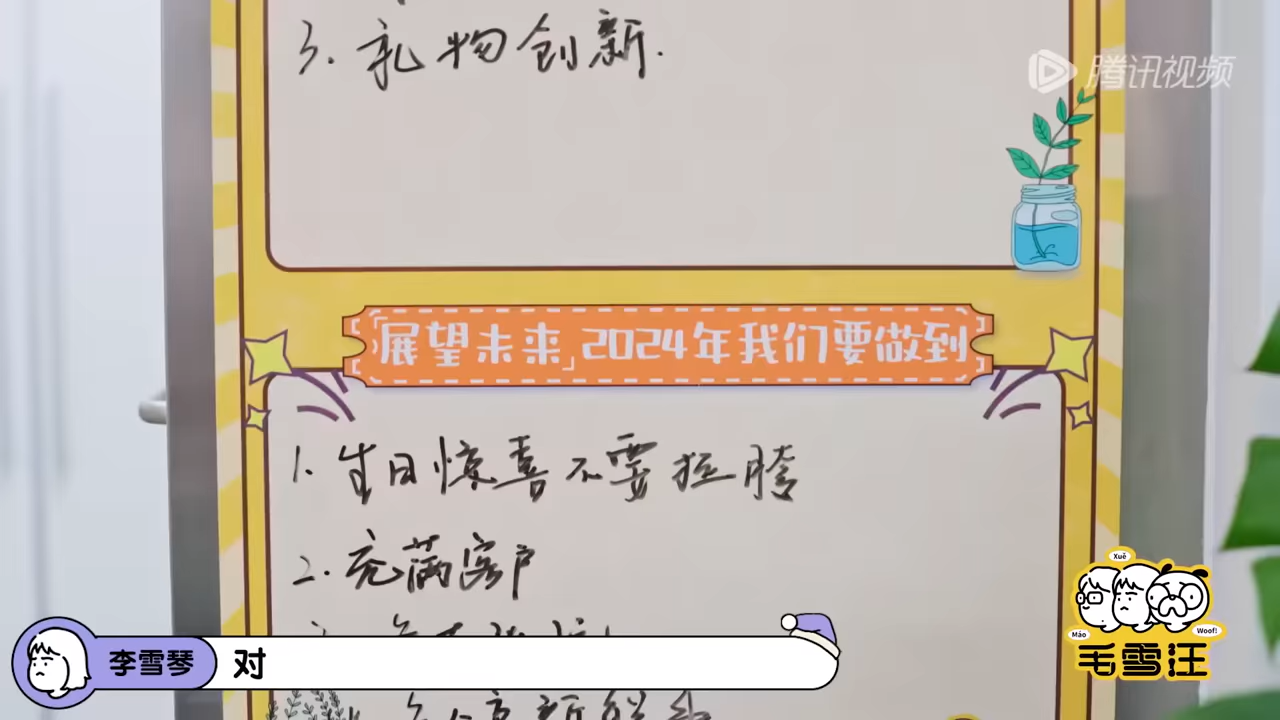 3. 礼物创新.
腾讯视频
「展望未来」2024年我们要做到
1. 生日惊喜不要拉胯
2. 充满客户
李雪琴
对
Xuě
Máo
Woof!
毛雪汪